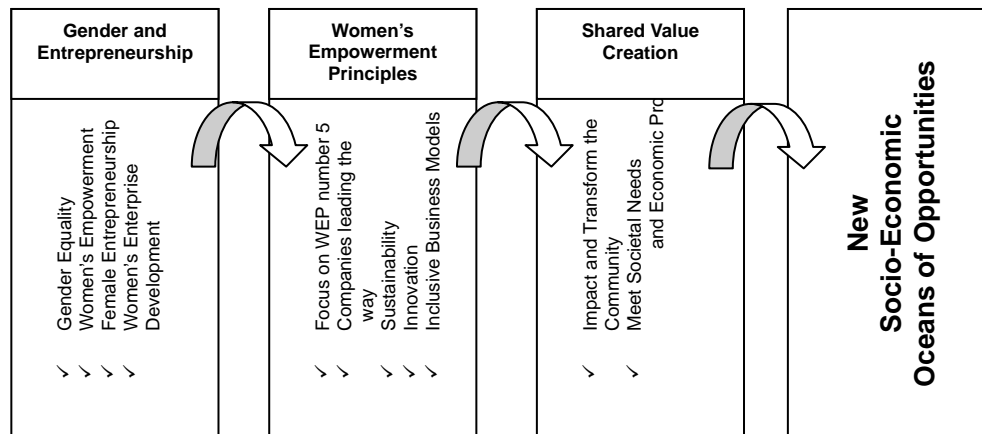 Gender and
Entrepreneurship
✓ Gender Equality
✓ Women's Empowerment
✓ Female Entrepreneurship
✓ Women's Enterprise
Development
Women's
Empowerment
Principles
✓ Focus on WEP number 5
✓ Companies leading the
way
✓ Sustainability
✓ Innovation
✓ Inclusive Business Models
Shared Value
Creation
✓ Impact and Transform the
Community
✓ Meet Societal Needs
and Economic Pro
New
Socio-Economic
Oceans of Opportunities